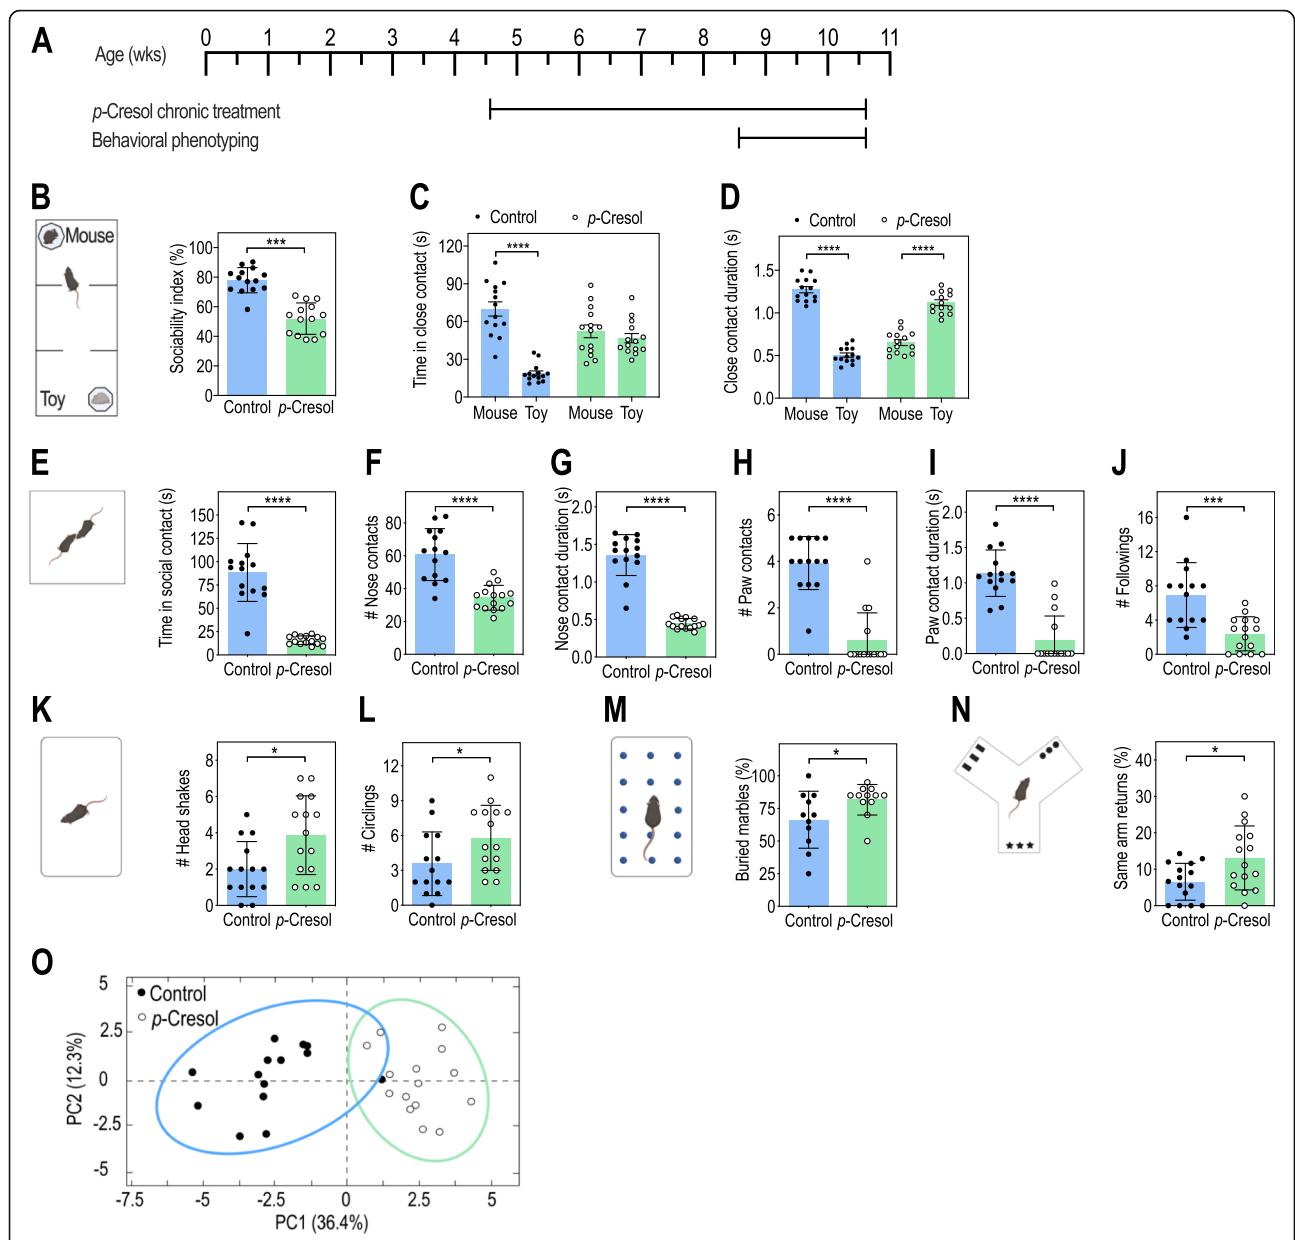 A
Age (wks)
0 1 2 3 4 5 6 7 8 9 10 11
p-Cresol chronic treatment
Behavioral phenotyping
B
Mouse
Toy
Sociability index (%)
100
80
60
40
20
0
***
Control p-Cresol
C
Control p-Cresol
Time in close contact (s)
120
90
60
30
0
****
Mouse Toy Mouse Toy
D
Control p-Cresol
Close contact duration (s)
1.5
1.0
0.5
0.0
**** ****
Mouse Toy Mouse Toy
E
Time in social contact (s)
150
125
100
75
50
25
0
****
Control p-Cresol
F
# Nose contacts
80
60
40
20
0
****
Control p-Cresol
G
Nose contact duration (s)
2.0
1.5
1.0
0.5
0.0
****
Control p-Cresol
H
# Paw contacts
6
4
2
0
****
Control p-Cresol
I
Paw contact duration (s)
2.0
1.5
1.0
0.5
0.0
****
Control p-Cresol
J
# Followings
16
12
8
4
0
***
Control p-Cresol
K
# Head shakes
8
6
4
2
0
*
Control p-Cresol
L
# Circlings
12
9
6
3
0
*
Control p-Cresol
M
Buried marbles (%)
100
75
50
25
0
*
Control p-Cresol
N
Same arm returns (%)
40
30
20
10
0
*
Control p-Cresol
O
Control
p-Cresol
PC2 (12.3%)
5
2.5
0
-2.5
-5
-7.5 -5 -2.5 0 2.5 5
PC1 (36.4%)